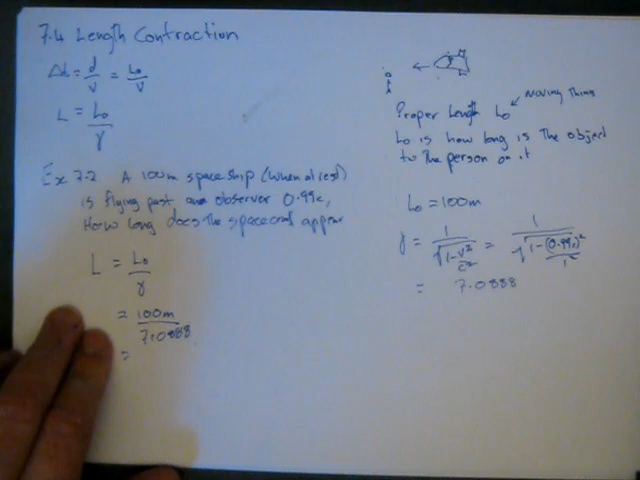 7.4 Length Contraction
Δt = d/v = L₀/v
L = L₀/γ
Ex 7.2 A 100m spaceship (when at rest)
is flying past an observer 0.99c,
How long does the spacecraft appear
L = L₀/γ
= 100m/7.0888
=
Moving Thing
Proper Length L₀
L₀ is how long is the object
to the person on it
L₀ = 100m
γ = 1/√(1-v²/c²) = 1/√(1-(0.99c)²/c²)
= 7.0888